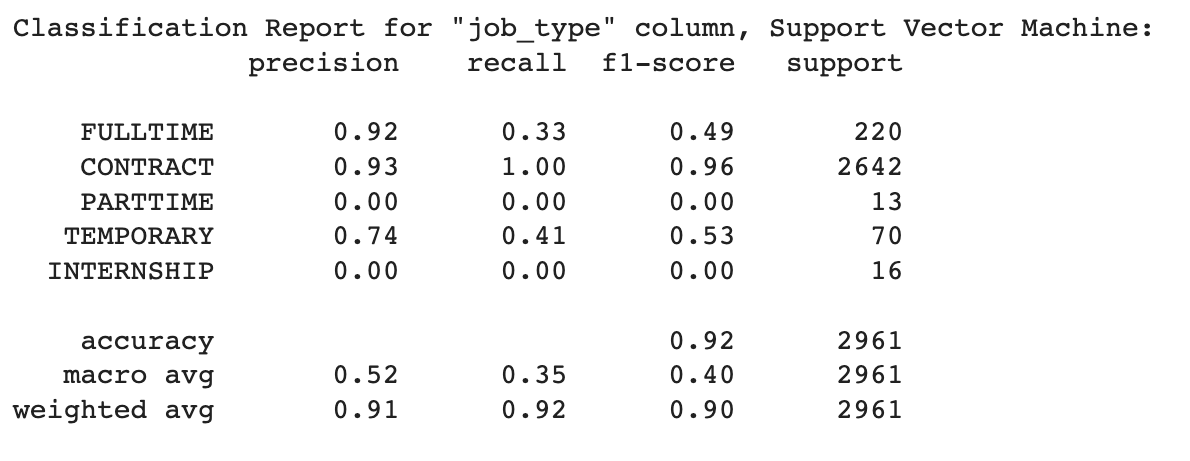 Classification Report for "job_type" column, Support Vector Machine:
precision recall f1-score support
FULLTIME 0.92 0.33 0.49 220
CONTRACT 0.93 1.00 0.96 2642
PARTTIME 0.00 0.00 0.00 13
TEMPORARY 0.74 0.41 0.53 70
INTERNSHIP 0.00 0.00 0.00 16
accuracy 0.92 2961
macro avg 0.52 0.35 0.40 2961
weighted avg 0.91 0.92 0.90 2961